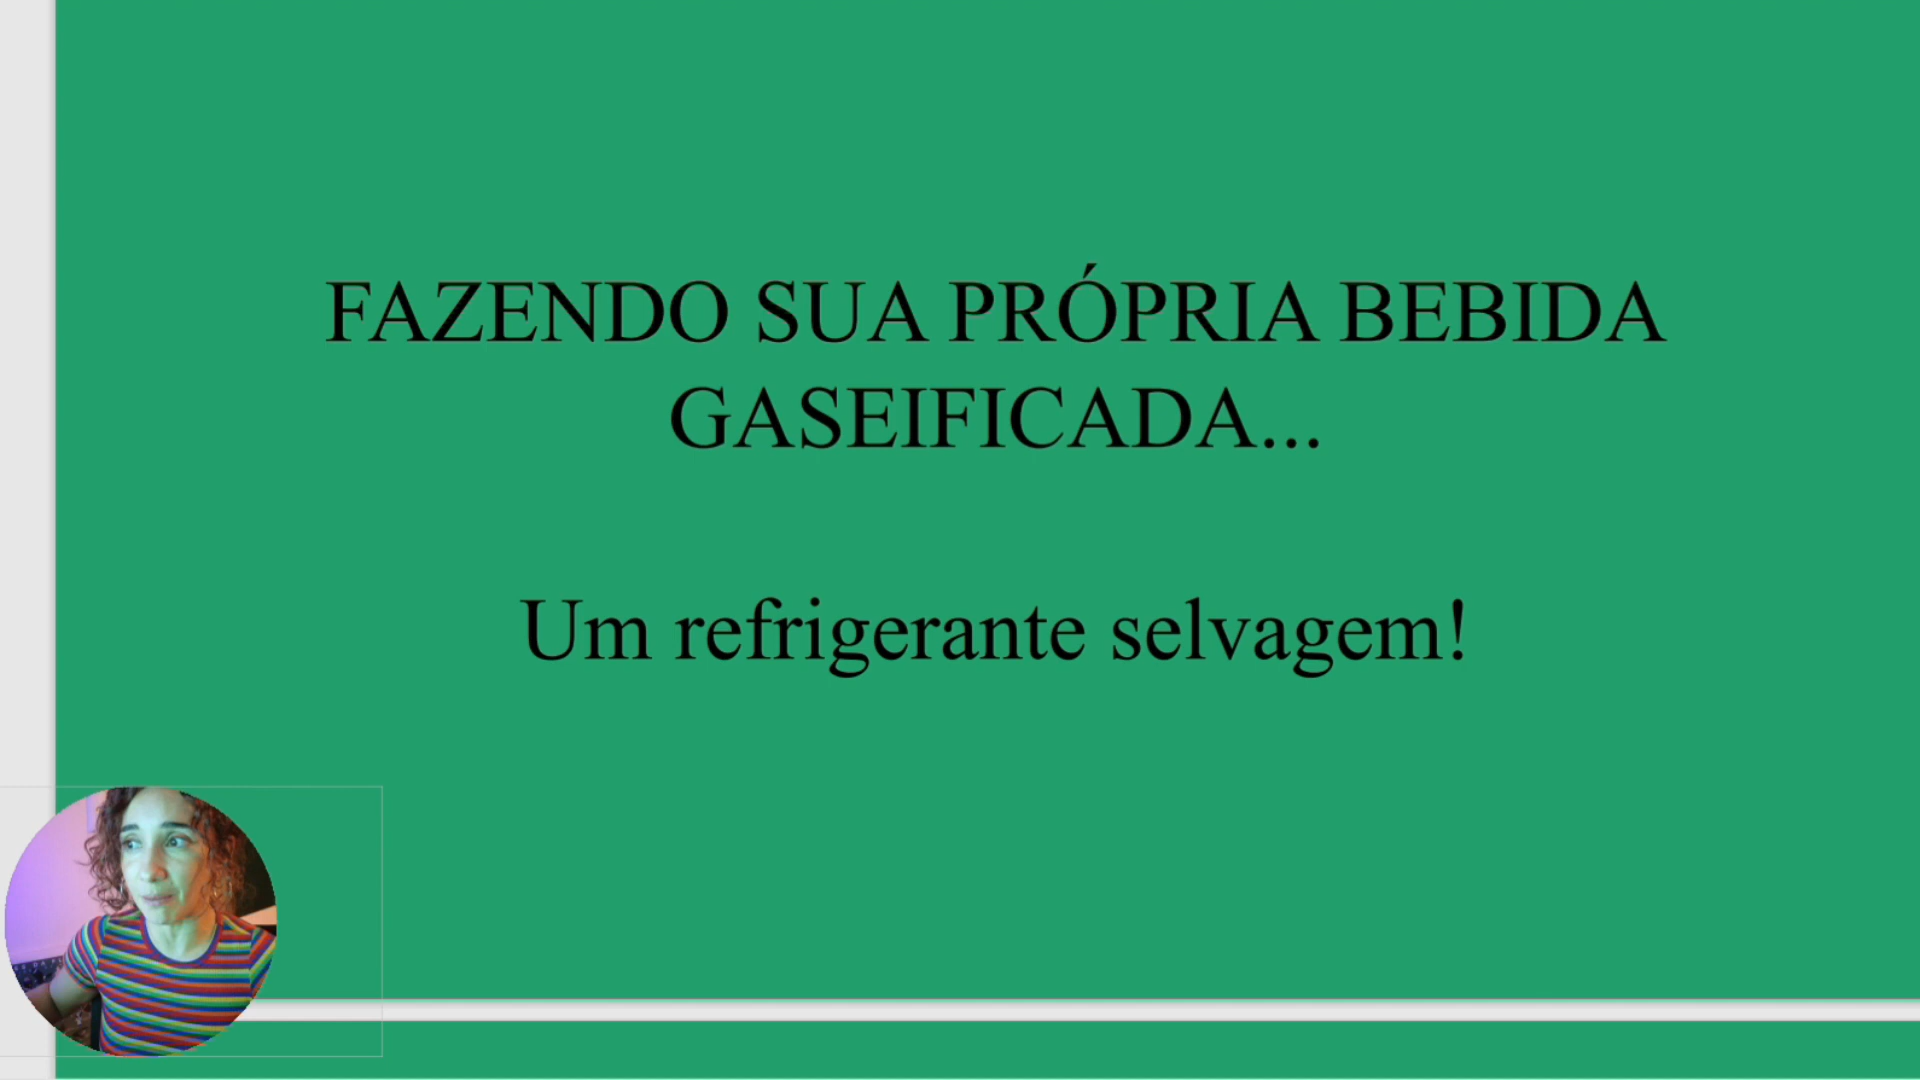 FAZENDO SUA PRÓPRIA BEBIDA
GASEIFICADA...
Um refrigerante selvagem!